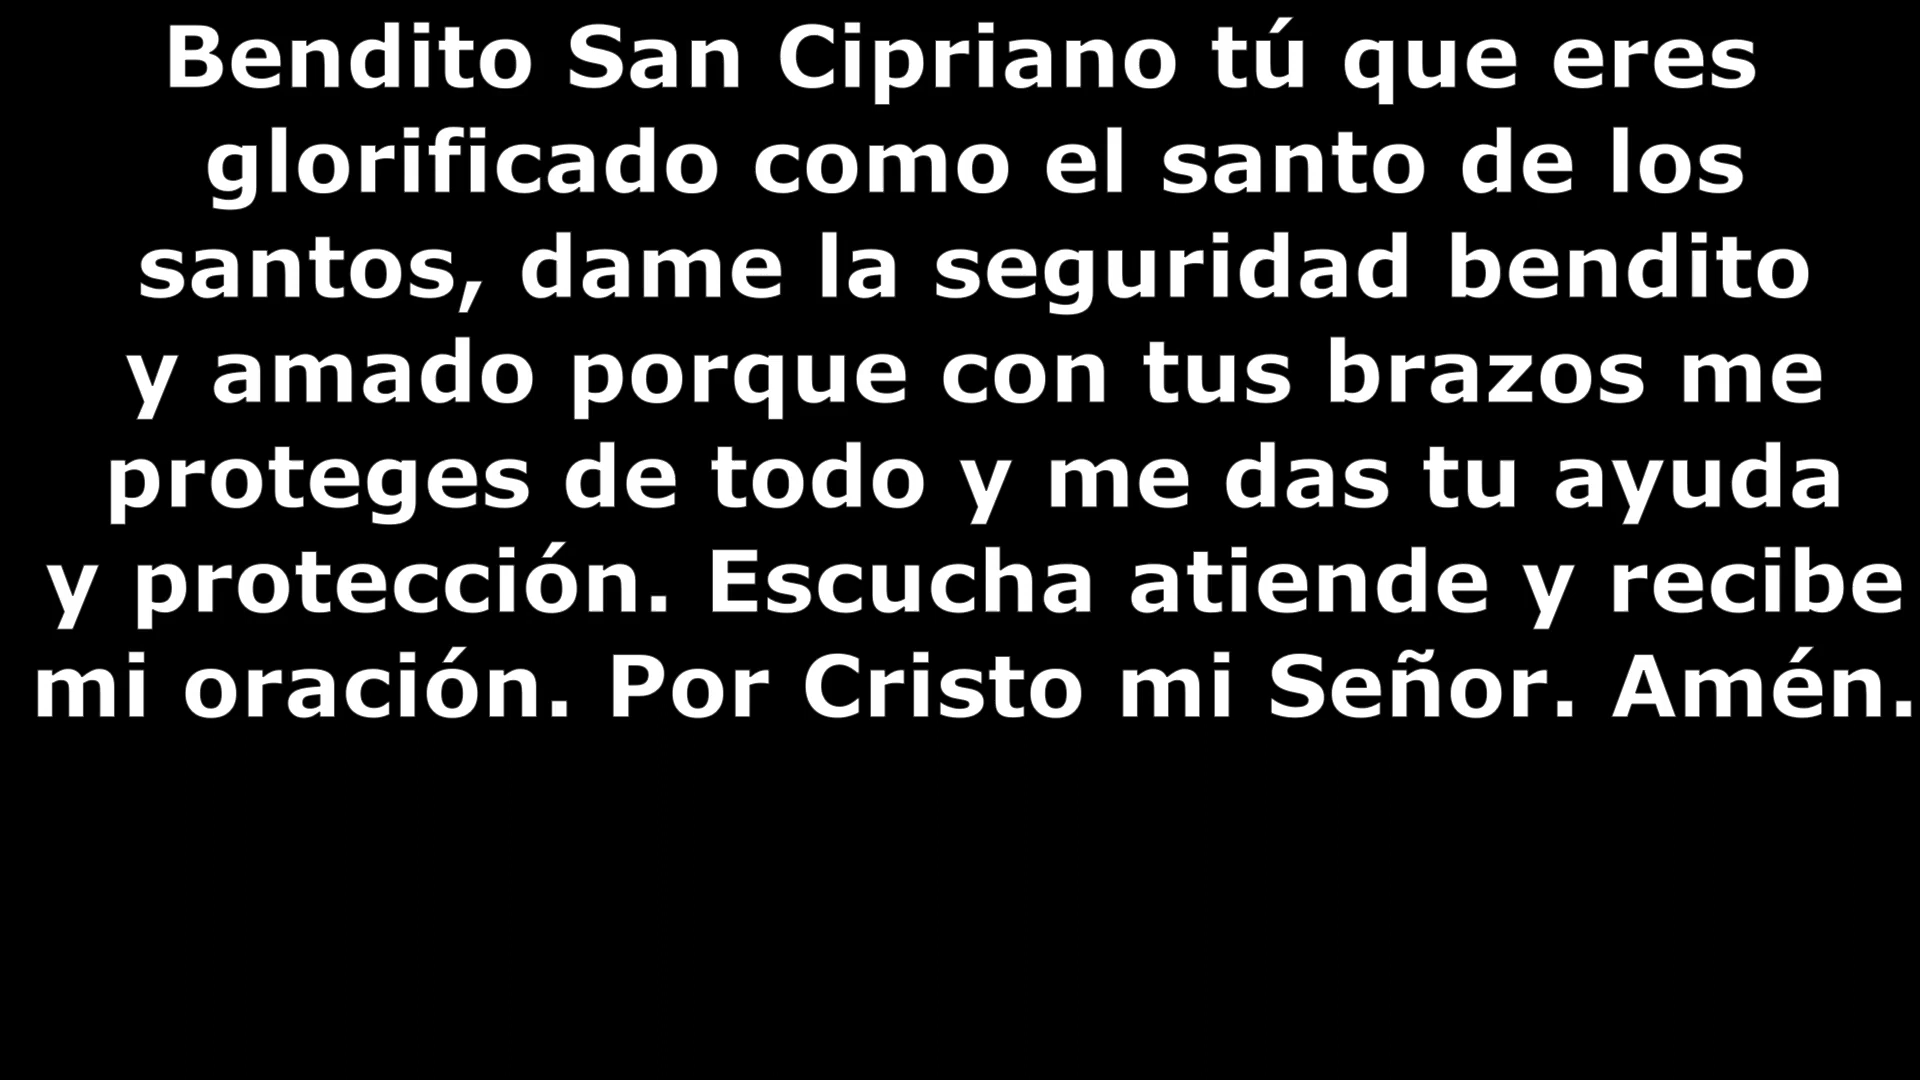 Bendito San Cipriano tú que eres
glorificado como el santo de los
santos, dame la seguridad bendito
y amado porque con tus brazos me
proteges de todo y me das tu ayuda
y protección. Escucha atiende y recibe
mi oración. Por Cristo mi Señor. Amén.